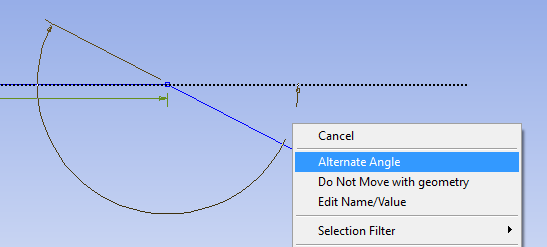 Cancel
Alternate Angle
Do Not Move with geometry
Edit Name/Value
Selection Filter